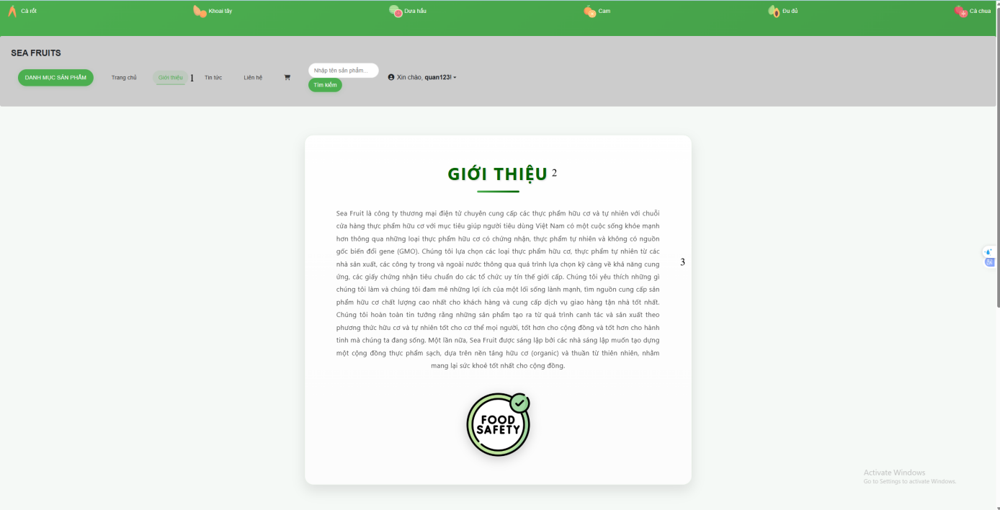 Cà rốt
Khoai tây
Dưa hấu
Cam
Đu đủ
Cà chua
SEA FRUITS
DANH MỤC SẢN PHẨM
Trang chủ
Giới thiệu 1
Tin tức
Liên hệ
Nhập tên sản phẩm...
Tìm kiếm
Xin chào, quan123!
GIỚI THIỆU 2
Sea Fruit là công ty thương mại điện tử chuyên cung cấp các thực phẩm hữu cơ và tự nhiên với chuỗi
cửa hàng thực phẩm hữu cơ với mục tiêu giúp người tiêu dùng Việt Nam có một cuộc sống khỏe mạnh
hơn thông qua những loại thực phẩm hữu cơ có chứng nhận, thực phẩm tự nhiên và không có nguồn
gốc biến đổi gene (GMO). Chúng tôi lựa chọn các loại thực phẩm hữu cơ, thực phẩm tự nhiên từ các
nhà sản xuất, các công ty trong và ngoài nước thông qua quá trình lựa chọn kỹ càng về khả năng cung
3
ứng, các giấy chứng nhận tiêu chuẩn do các tổ chức uy tín thế giới cấp. Chúng tôi yêu thích những gì
chúng tôi làm và chúng tôi đam mê những lợi ích của một lối sống lành mạnh, tìm nguồn cung cấp sản
phẩm hữu cơ chất lượng cao nhất cho khách hàng và cung cấp dịch vụ giao hàng tận nhà tốt nhất.
Chúng tôi hoàn toàn tin tưởng rằng những sản phẩm tạo ra từ quá trình canh tác và sản xuất theo
phương thức hữu cơ và tự nhiên tốt cho cơ thể mọi người, tốt hơn cho cộng đồng và tốt hơn cho hành
tinh mà chúng ta đang sống. Một lần nữa, Sea Fruit được sáng lập bởi các nhà sáng lập muốn tạo dựng
một cộng đồng thực phẩm sạch, dựa trên nền tảng hữu cơ (organic) và thuần từ thiên nhiên, nhằm
mang lại sức khoẻ tốt nhất cho cộng đồng.
FOOD
SAFETY
Activate Windows
Go to Settings to activate Windows.